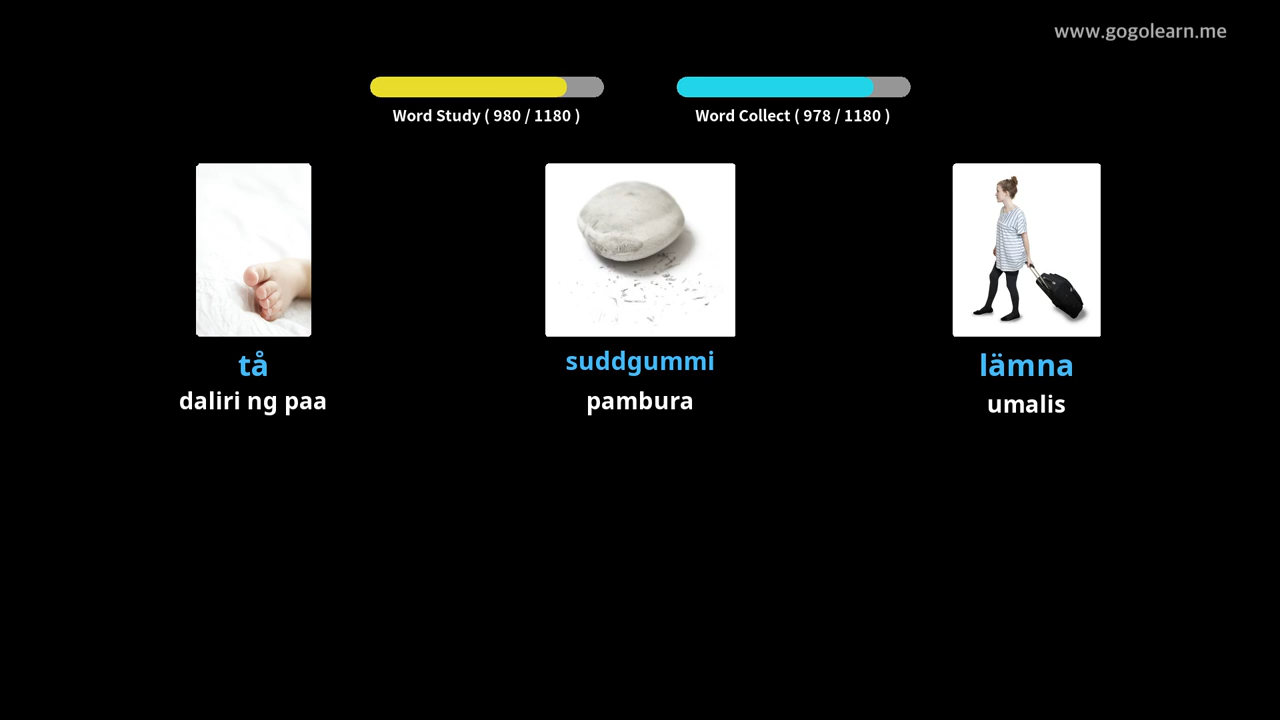 www.gogolearn.me
Word Study ( 980 / 1180 )
Word Collect ( 978 / 1180 )
tå
daliri ng paa
suddgummi
pambura
lämna
umalis